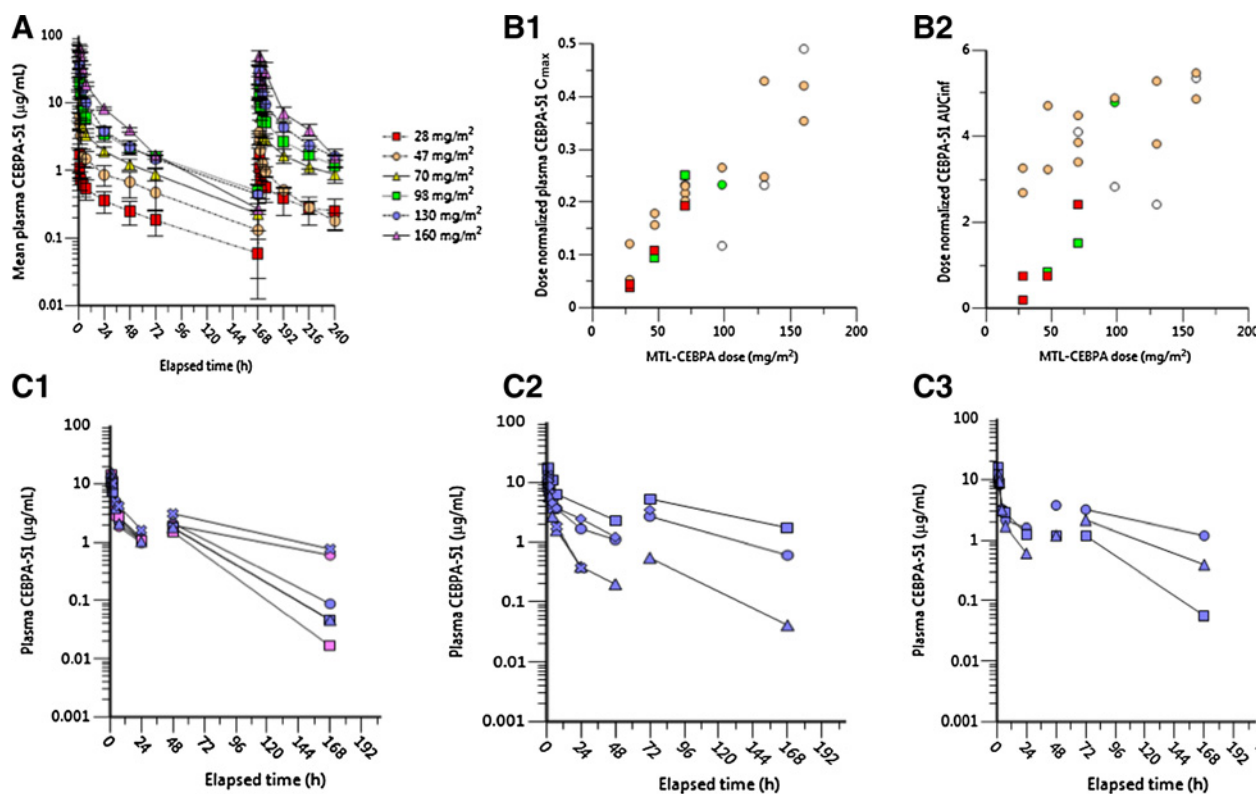 A
Mean plasma CEBPA-51 (µg/mL)
100
10
1
0.1
0.01
0 24 48 72 96 120 144 168 192 216 240
Elapsed time (h)
28 mg/m²
47 mg/m²
70 mg/m²
98 mg/m²
130 mg/m²
160 mg/m²
B1
Dose normalized plasma CEBPA-51 Cmax
0.5
0.4
0.3
0.2
0.1
0
0 50 100 150 200
MTL-CEBPA dose (mg/m²)
B2
Dose normalized CEBPA-51 AUCinf
6
4
2
0
0 50 100 150 200
MTL-CEBPA dose (mg/m²)
C1
Plasma CEBPA-51 (µg/mL)
100
10
1
0.1
0.01
0.001
0 24 48 72 96 120 144 168 192
Elapsed time (h)
C2
Plasma CEBPA-51 (µg/mL)
100
10
1
0.1
0.01
0.001
0 24 48 72 96 120 144 168 192
Elapsed time (h)
C3
Plasma CEBPA-51 (µg/mL)
100
10
1
0.1
0.01
0.001
0 24 48 72 96 120 144 168 192
Elapsed time (h)